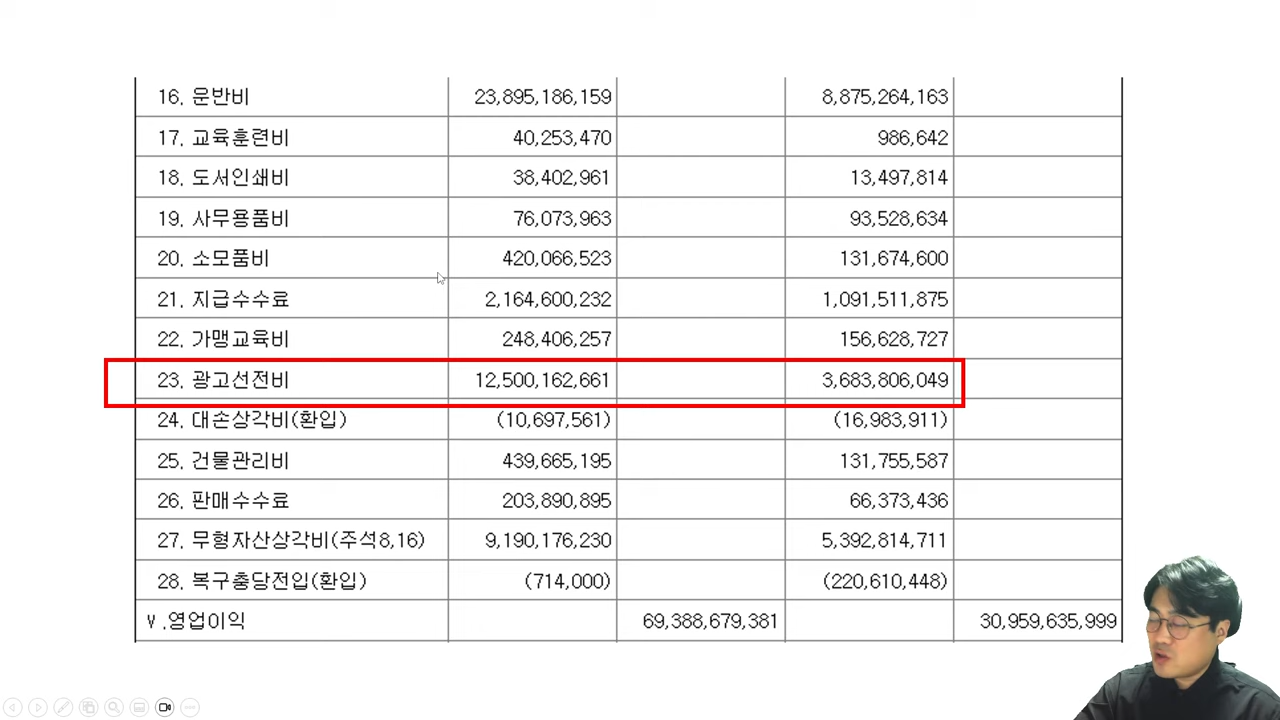 16. 운반비 23,895,186,159 8,875,264,163
17. 교육훈련비 40,253,470 986,642
18. 도서인쇄비 38,402,961 13,497,814
19. 사무용품비 76,073,963 93,528,634
20. 소모품비 420,066,523 131,674,600
21. 지급수수료 2,164,600,232 1,091,511,875
22. 가맹교육비 248,406,257 156,628,727
23. 광고선전비 12,500,162,661 3,683,806,049
24. 대손상각비(환입) (10,697,561) (16,983,911)
25. 건물관리비 439,665,195 131,755,587
26. 판매수수료 203,890,895 66,373,436
27. 무형자산상각비(주석8,16) 9,190,176,230 5,392,814,711
28. 복구충당전입(환입) (714,000) (220,610,448)
V.영업이익 69,388,679,381 30,959,635,999